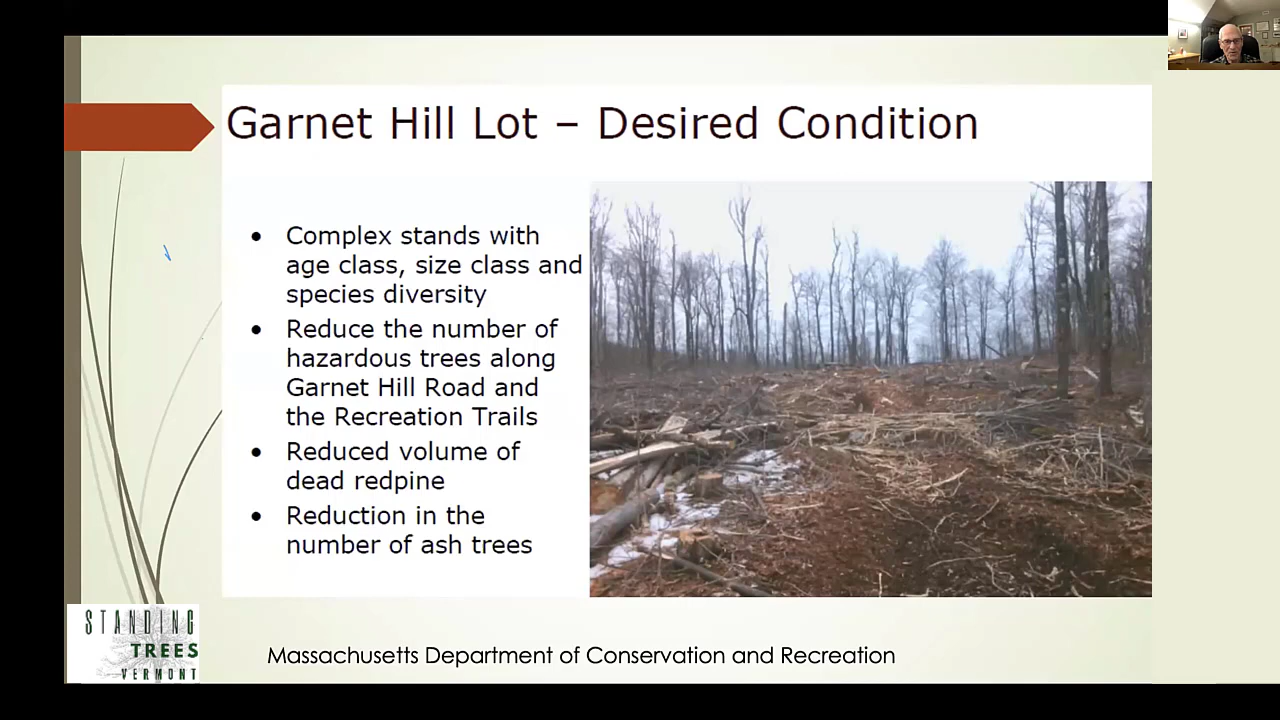 Garnet Hill Lot – Desired Condition
• Complex stands with
age class, size class and
species diversity
• Reduce the number of
hazardous trees along
Garnet Hill Road and
the Recreation Trails
• Reduced volume of
dead redpine
• Reduction in the
number of ash trees
STANDING
TREES
VERMONT
Massachusetts Department of Conservation and Recreation